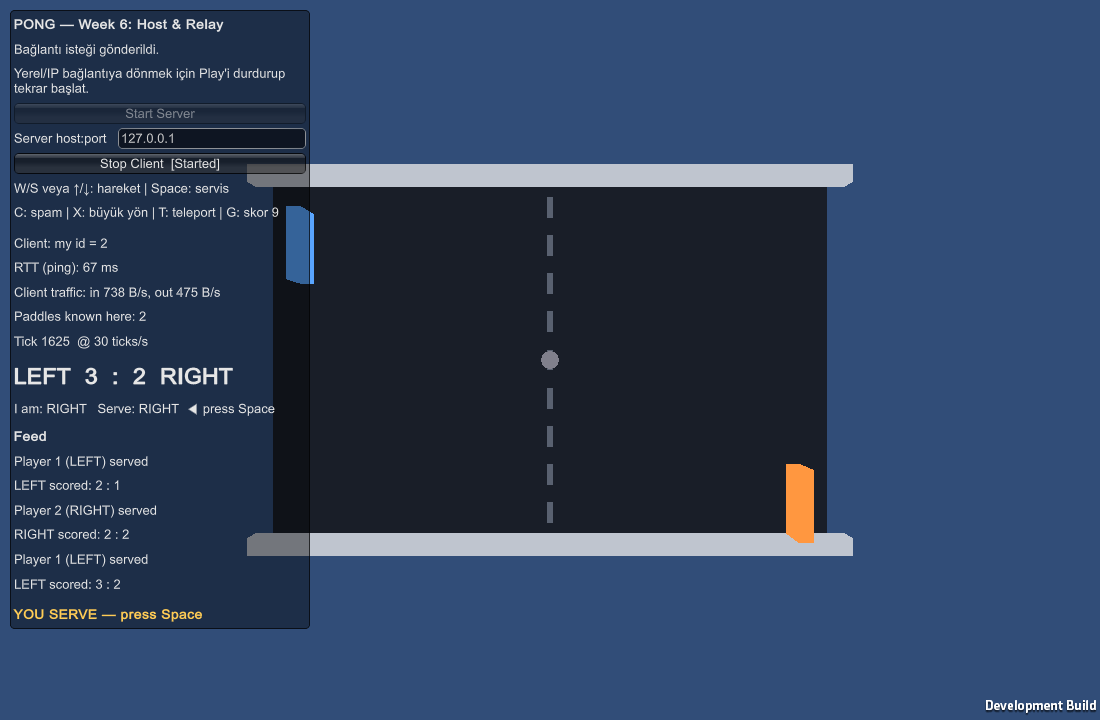 PONG — Week 6: Host & Relay
Bağlantı isteği gönderildi.
Yerel/IP bağlantıya dönmek için Play'i durdurup
tekrar başlat.
Start Server
Server host:port 127.0.0.1
Stop Client [Started]
W/S veya ↑/↓: hareket | Space: servis
C: spam | X: büyük yön | T: teleport | G: skor 9
Client: my id = 2
RTT (ping): 67 ms
Client traffic: in 738 B/s, out 475 B/s
Paddles known here: 2
Tick 1625 @ 30 ticks/s
LEFT 3 : 2 RIGHT
I am: RIGHT Serve: RIGHT ◀ press Space
Feed
Player 1 (LEFT) served
LEFT scored: 2 : 1
Player 2 (RIGHT) served
RIGHT scored: 2 : 2
Player 1 (LEFT) served
LEFT scored: 3 : 2
YOU SERVE — press Space
Development Build